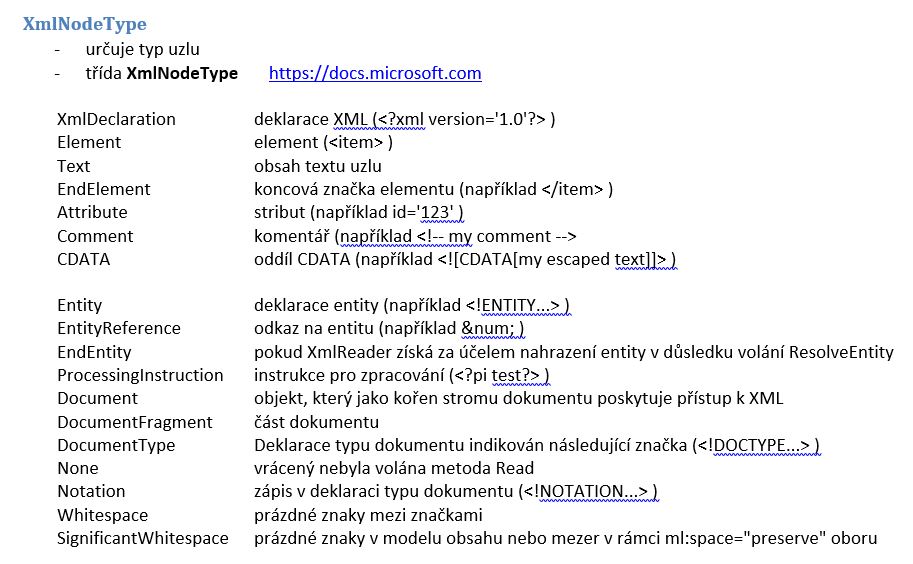 XmlNodeType
- určuje typ uzlu
- třída XmlNodeType https://docs.microsoft.com
XmlDeclaration deklarace XML (<?xml version='1.0'?> )
Element element (<item> )
Text obsah textu uzlu
EndElement koncová značka elementu (například </item> )
Attribute stribut (například id='123' )
Comment komentář (například <!-- my comment -->
CDATA oddíl CDATA (například <![CDATA[my escaped text]]> )
Entity deklarace entity (například <!ENTITY...> )
EntityReference odkaz na entitu (například &num; )
EndEntity pokud XmlReader získá za účelem nahrazení entity v důsledku volání ResolveEntity
ProcessingInstruction instrukce pro zpracování (<?pi test?> )
Document objekt, který jako kořen stromu dokumentu poskytuje přístup k XML
DocumentFragment část dokumentu
DocumentType Deklarace typu dokumentu indikován následující značka (<!DOCTYPE...> )
None vrácený nebyla volána metoda Read
Notation zápis v deklaraci typu dokumentu (<!NOTATION...> )
Whitespace prázdné znaky mezi značkami
SignificantWhitespace prázdné znaky v modelu obsahu nebo mezer v rámci ml:space="preserve" oboru